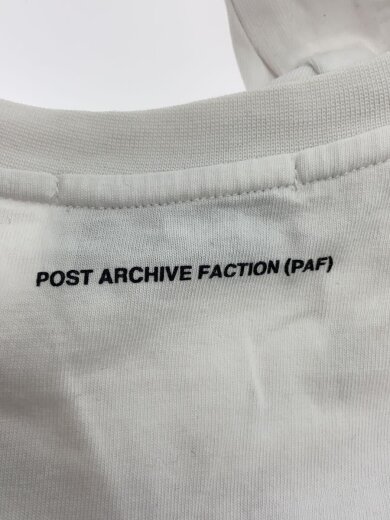 POST ARCHIVE FACTION (PAF)